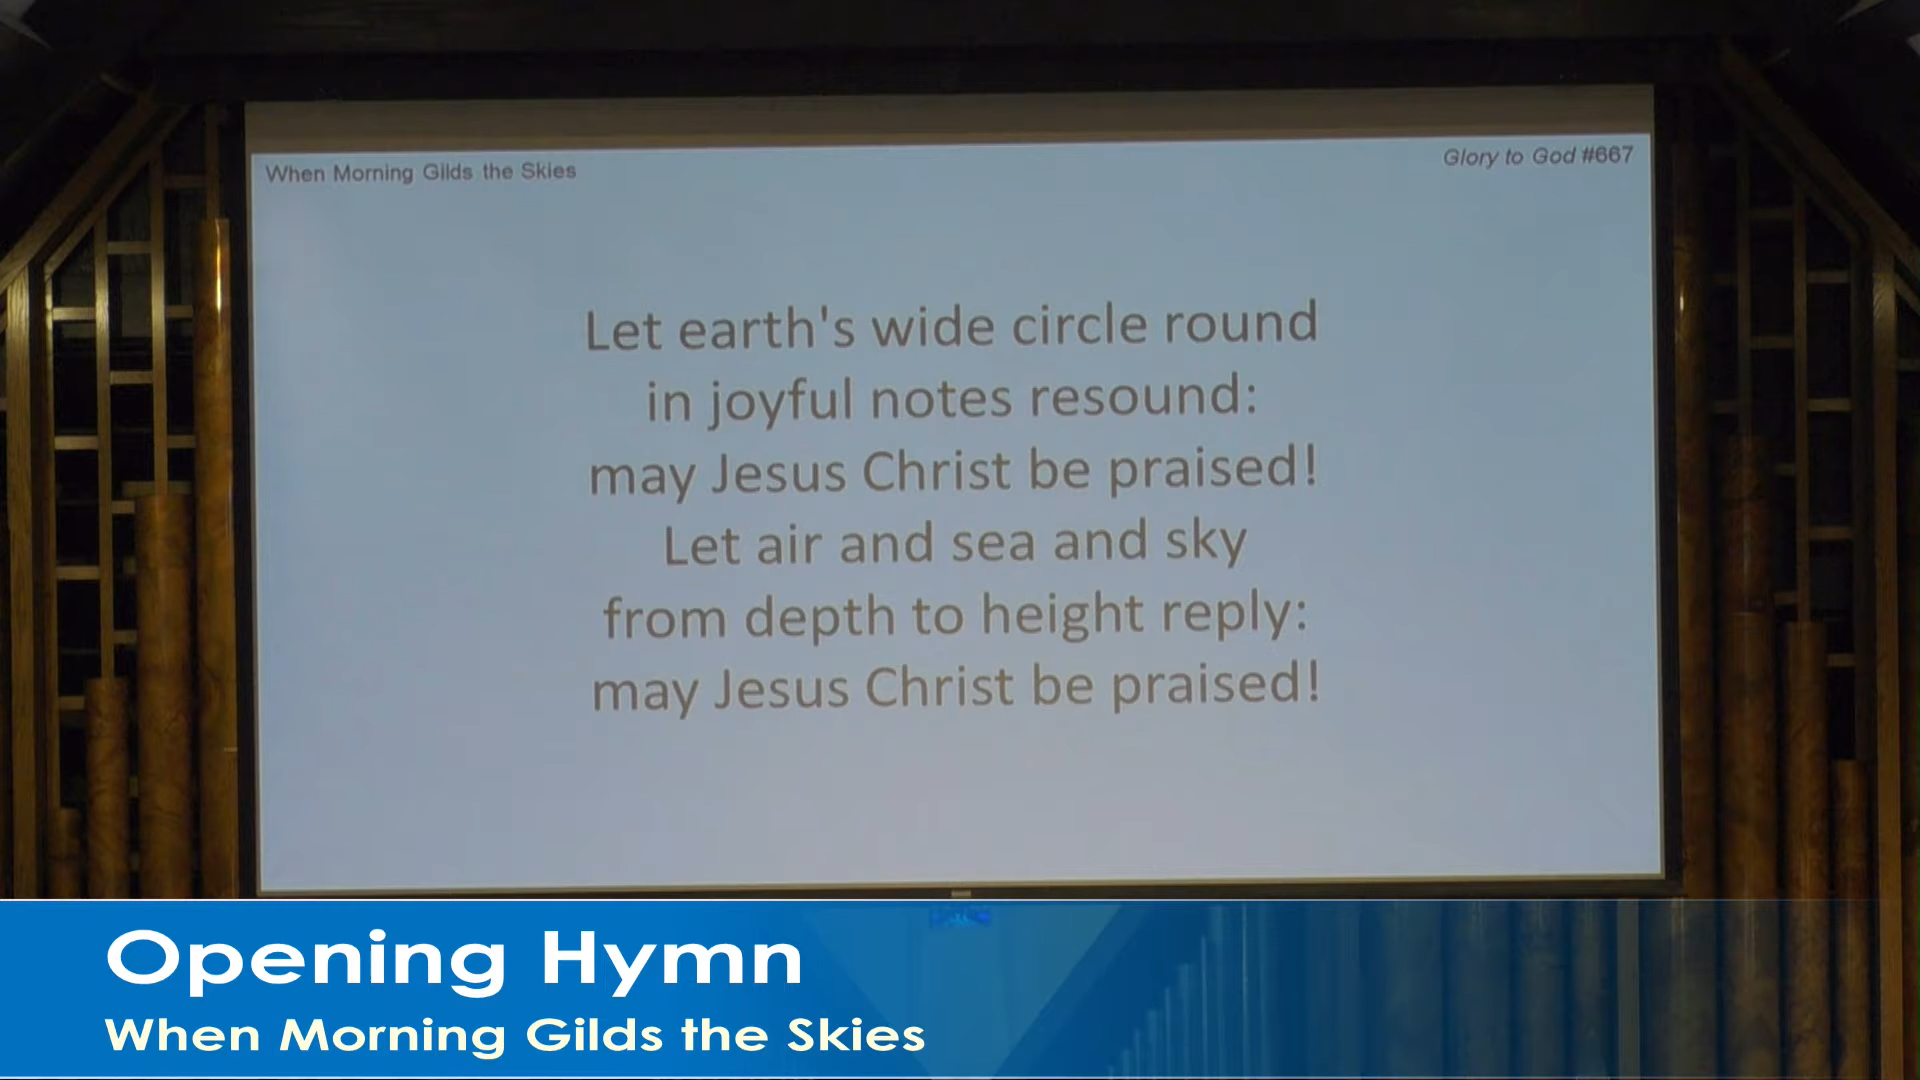 When Morning Gilds the Skies
Glory to God #667
Let earth's wide circle round
in joyful notes resound:
may Jesus Christ be praised!
Let air and sea and sky
from depth to height reply:
may Jesus Christ be praised!
Opening Hymn
When Morning Gilds the Skies